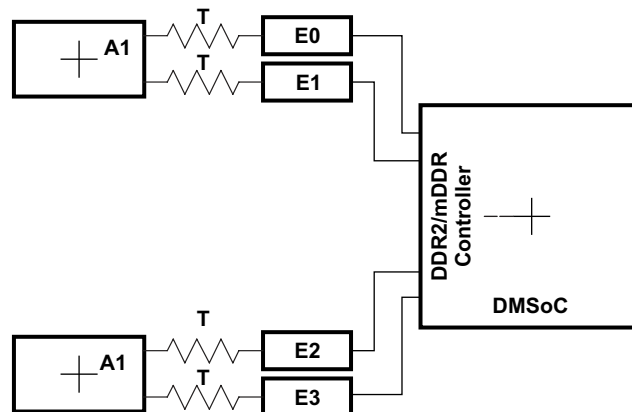 T
A1
E0
T
E1
DDR2/mDDR
Controller
DMSoC
T
A1
E2
T
E3